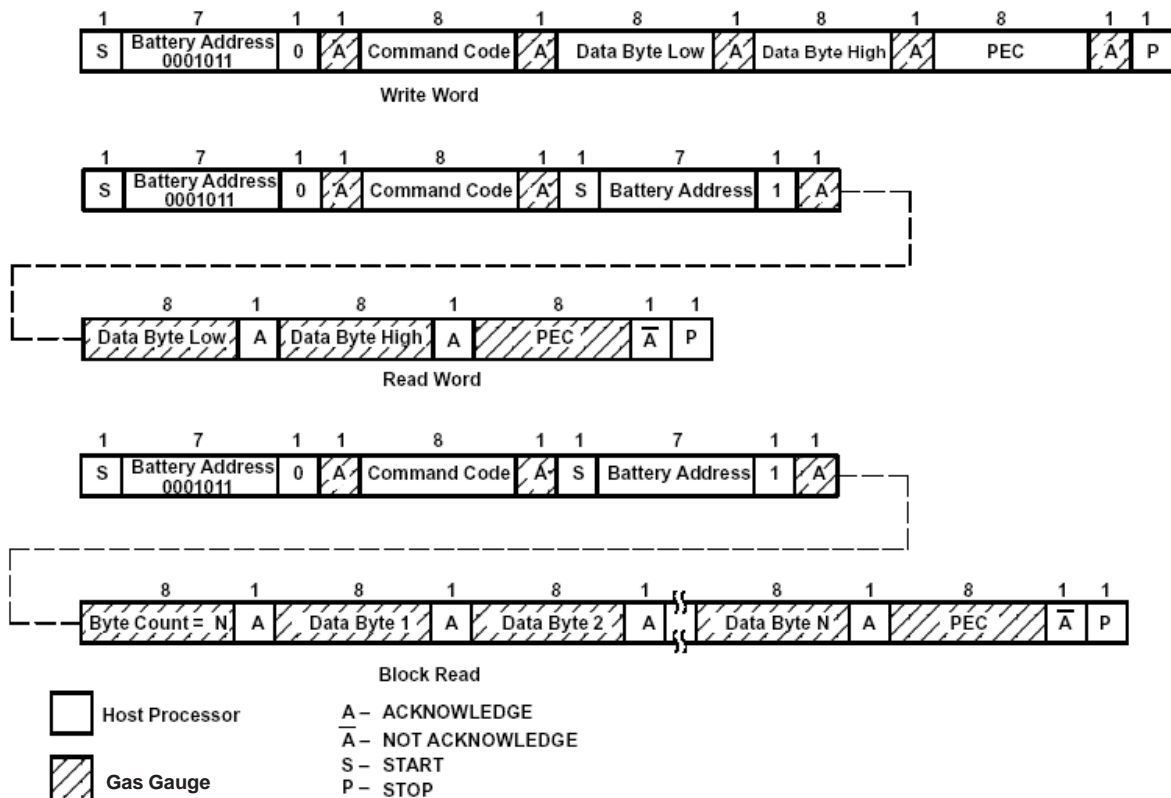 1 7 1 1 8 1 8 1 8 1 8 1 1
S Battery Address 0 A Command Code A Data Byte Low A Data Byte High A PEC A P
0001011
Write Word
1 7 1 1 8 1 1 7 1 1
S Battery Address 0 A Command Code A S Battery Address 1 A
0001011
8 1 8 1 8 1 1
Data Byte Low A Data Byte High A PEC A̅ P
Read Word
1 7 1 1 8 1 1 7 1 1
S Battery Address 0 A Command Code A S Battery Address 1 A
0001011
8 1 8 1 8 1 8 1 8 1 1
Byte Count = N A Data Byte 1 A Data Byte 2 A Data Byte N A PEC A̅ P
Block Read
Host Processor
Gas Gauge
A – ACKNOWLEDGE
A̅ – NOT ACKNOWLEDGE
S – START
P – STOP